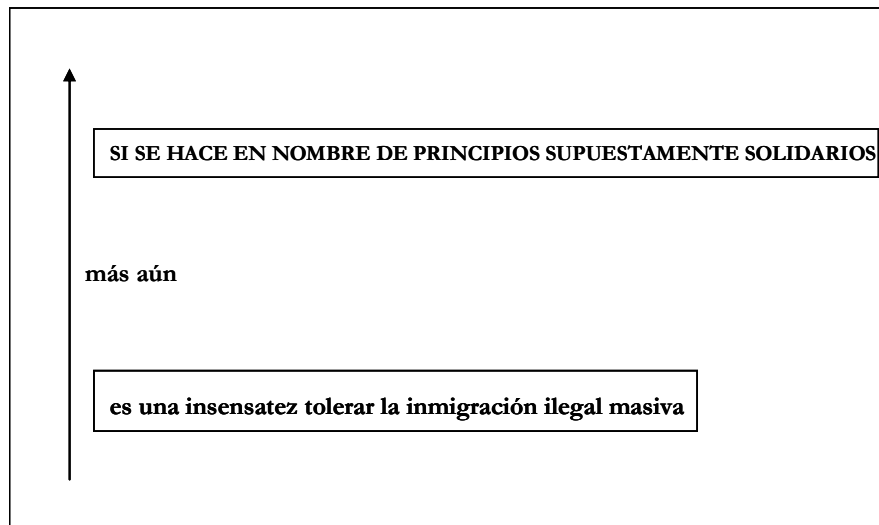 SI SE HACE EN NOMBRE DE PRINCIPIOS SUPUESTAMENTE SOLIDARIOS
más aún
es una insensatez tolerar la inmigración ilegal masiva